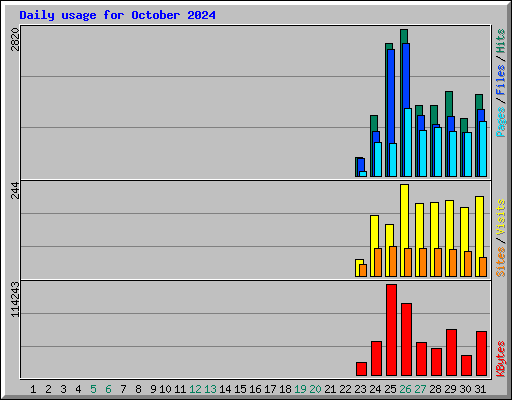 Daily usage for October 2024
2820
Pages / Files / Hits
244
Sites / Visits
114243
KBytes
1 2 3 4 5 6 7 8 9 10 11 12 13 14 15 16 17 18 19 20 21 22 23 24 25 26 27 28 29 30 31